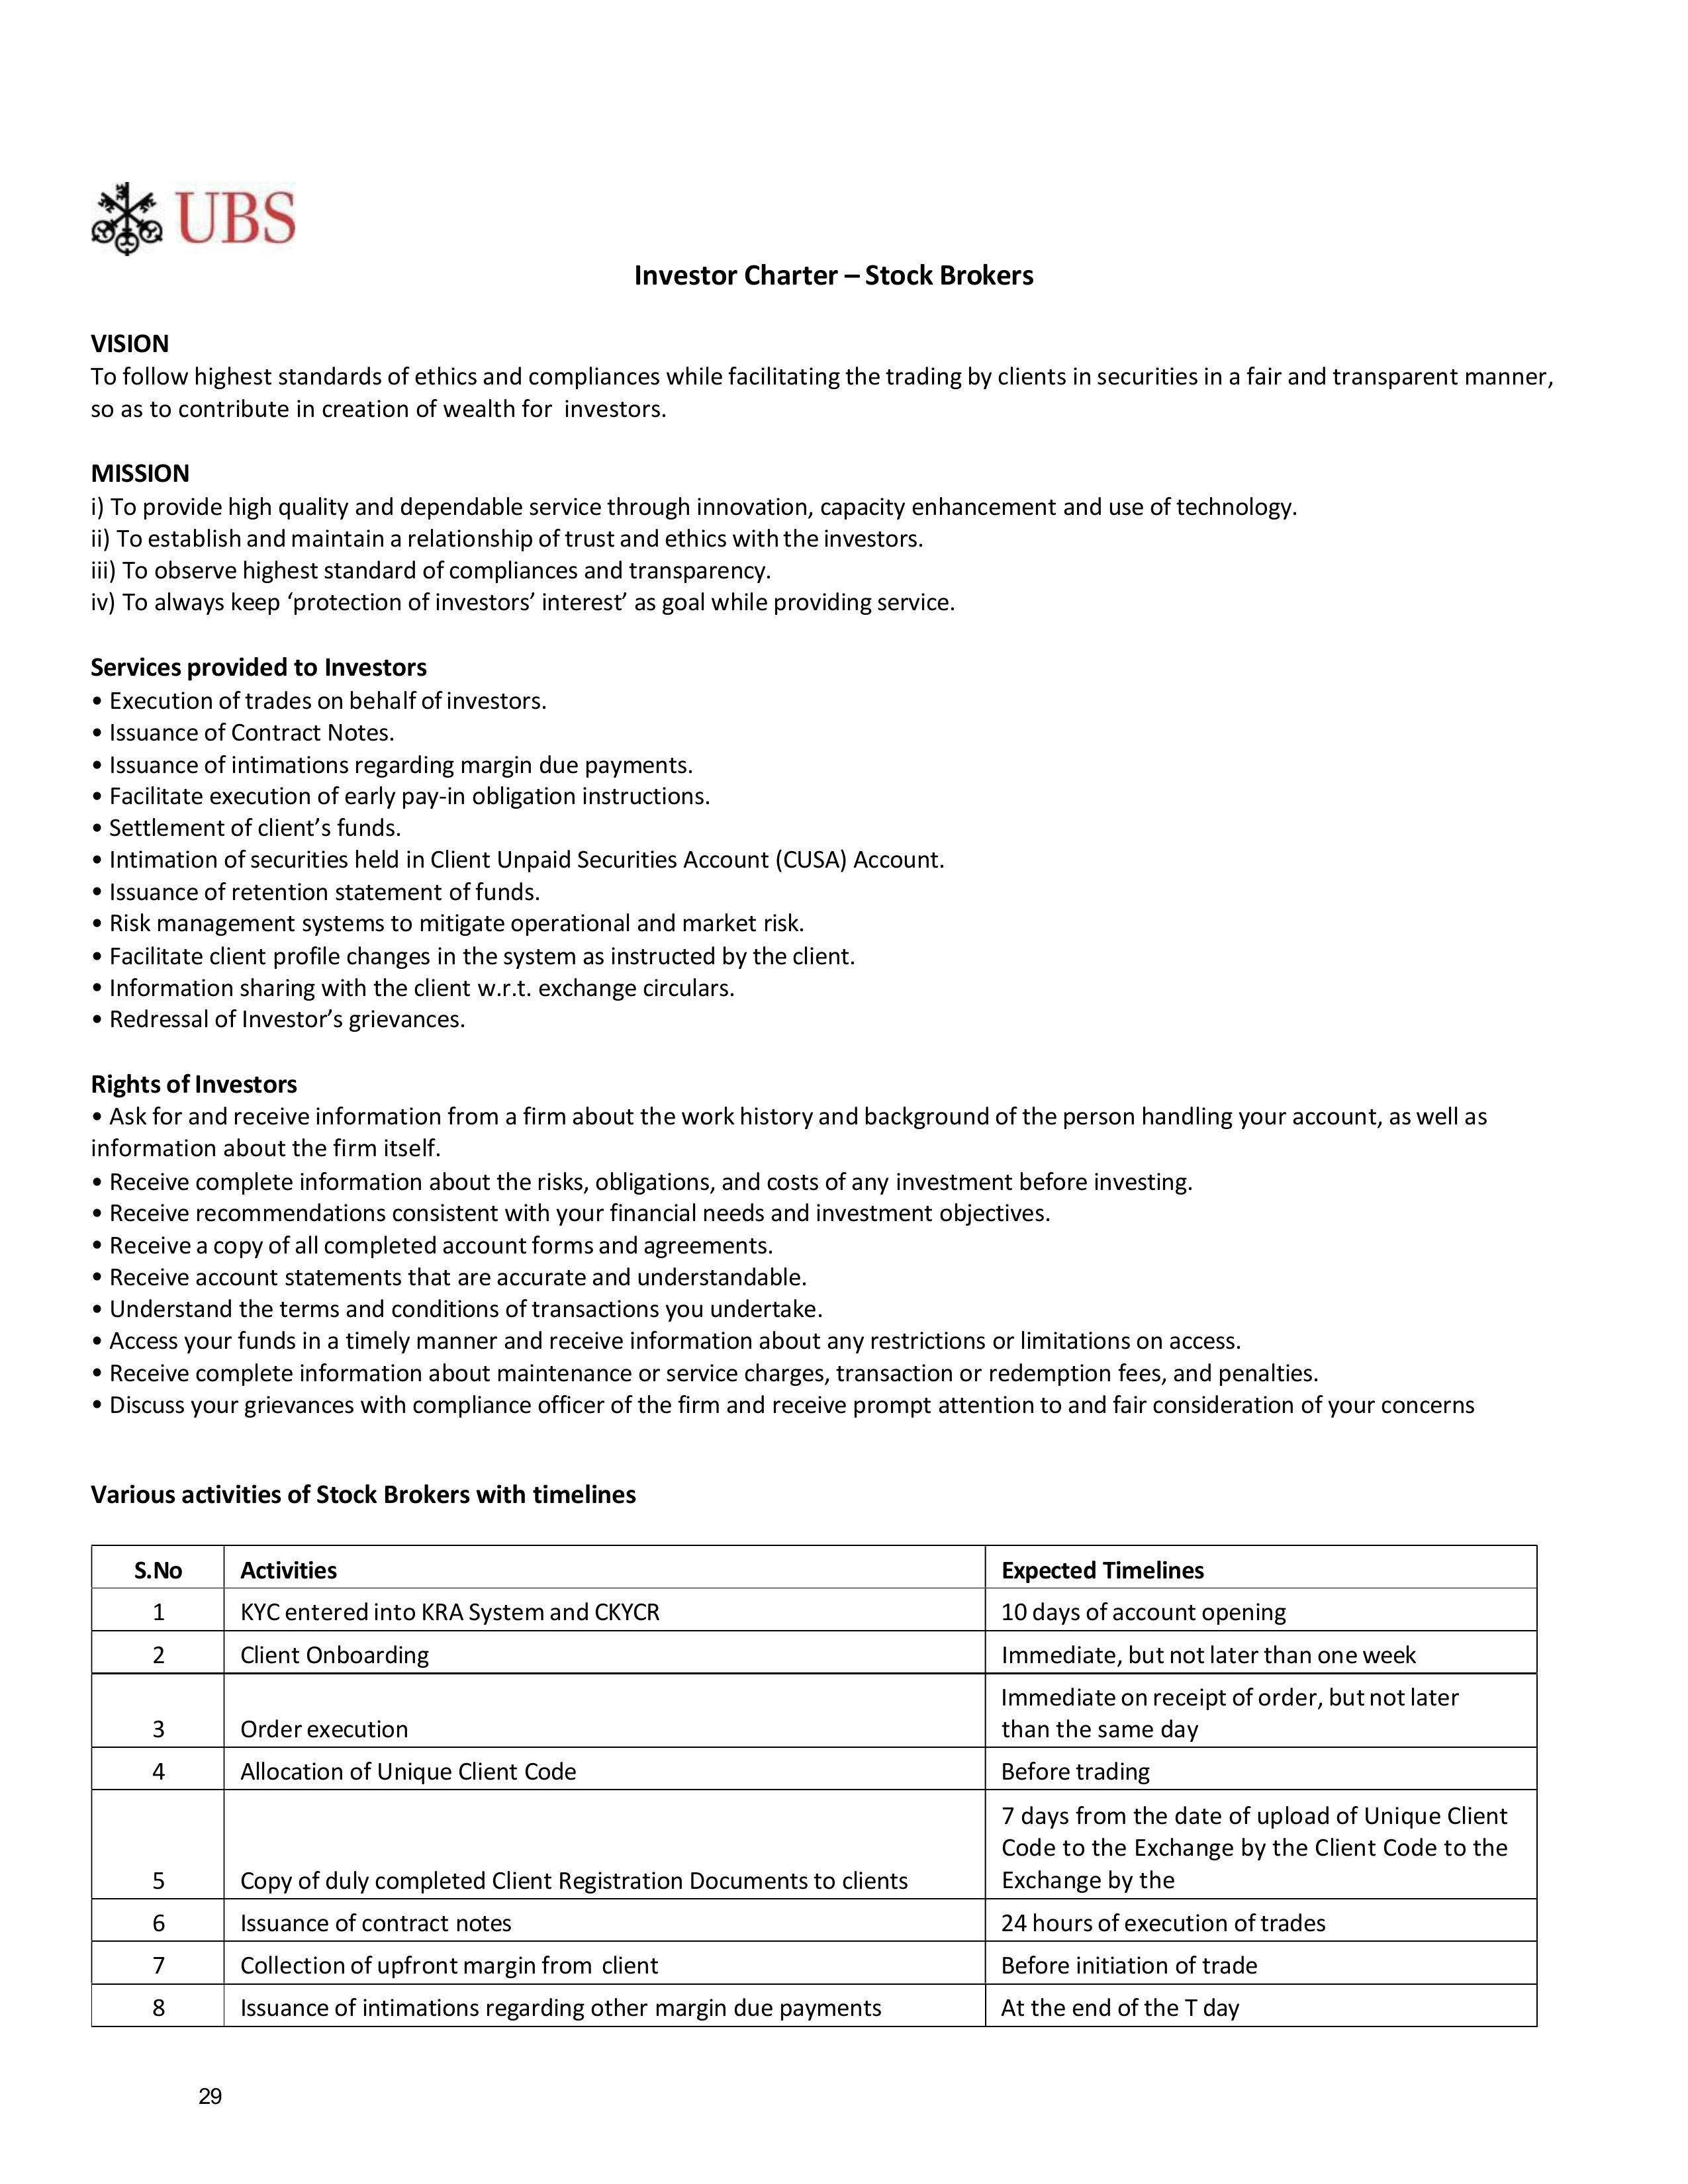 UBS
Investor Charter – Stock Brokers
VISION
To follow highest standards of ethics and compliances while facilitating the trading by clients in securities in a fair and transparent manner,
so as to contribute in creation of wealth for investors.
MISSION
i) To provide high quality and dependable service through innovation, capacity enhancement and use of technology.
ii) To establish and maintain a relationship of trust and ethics with the investors.
iii) To observe highest standard of compliances and transparency.
iv) To always keep ‘protection of investors’ interest’ as goal while providing service.
Services provided to Investors
• Execution of trades on behalf of investors.
• Issuance of Contract Notes.
• Issuance of intimations regarding margin due payments.
• Facilitate execution of early pay-in obligation instructions.
• Settlement of client’s funds.
• Intimation of securities held in Client Unpaid Securities Account (CUSA) Account.
• Issuance of retention statement of funds.
• Risk management systems to mitigate operational and market risk.
• Facilitate client profile changes in the system as instructed by the client.
• Information sharing with the client w.r.t. exchange circulars.
• Redressal of Investor’s grievances.
Rights of Investors
• Ask for and receive information from a firm about the work history and background of the person handling your account, as well as
information about the firm itself.
• Receive complete information about the risks, obligations, and costs of any investment before investing.
• Receive recommendations consistent with your financial needs and investment objectives.
• Receive a copy of all completed account forms and agreements.
• Receive account statements that are accurate and understandable.
• Understand the terms and conditions of transactions you undertake.
• Access your funds in a timely manner and receive information about any restrictions or limitations on access.
• Receive complete information about maintenance or service charges, transaction or redemption fees, and penalties.
• Discuss your grievances with compliance officer of the firm and receive prompt attention to and fair consideration of your concerns
Various activities of Stock Brokers with timelines
S.No Activities Expected Timelines
1 KYC entered into KRA System and CKYCR 10 days of account opening
2 Client Onboarding Immediate, but not later than one week
Immediate on receipt of order, but not later
3 Order execution than the same day
4 Allocation of Unique Client Code Before trading
7 days from the date of upload of Unique Client
Code to the Exchange by the Client Code to the
5 Copy of duly completed Client Registration Documents to clients Exchange by the
6 Issuance of contract notes 24 hours of execution of trades
7 Collection of upfront margin from client Before initiation of trade
8 Issuance of intimations regarding other margin due payments At the end of the T day
29